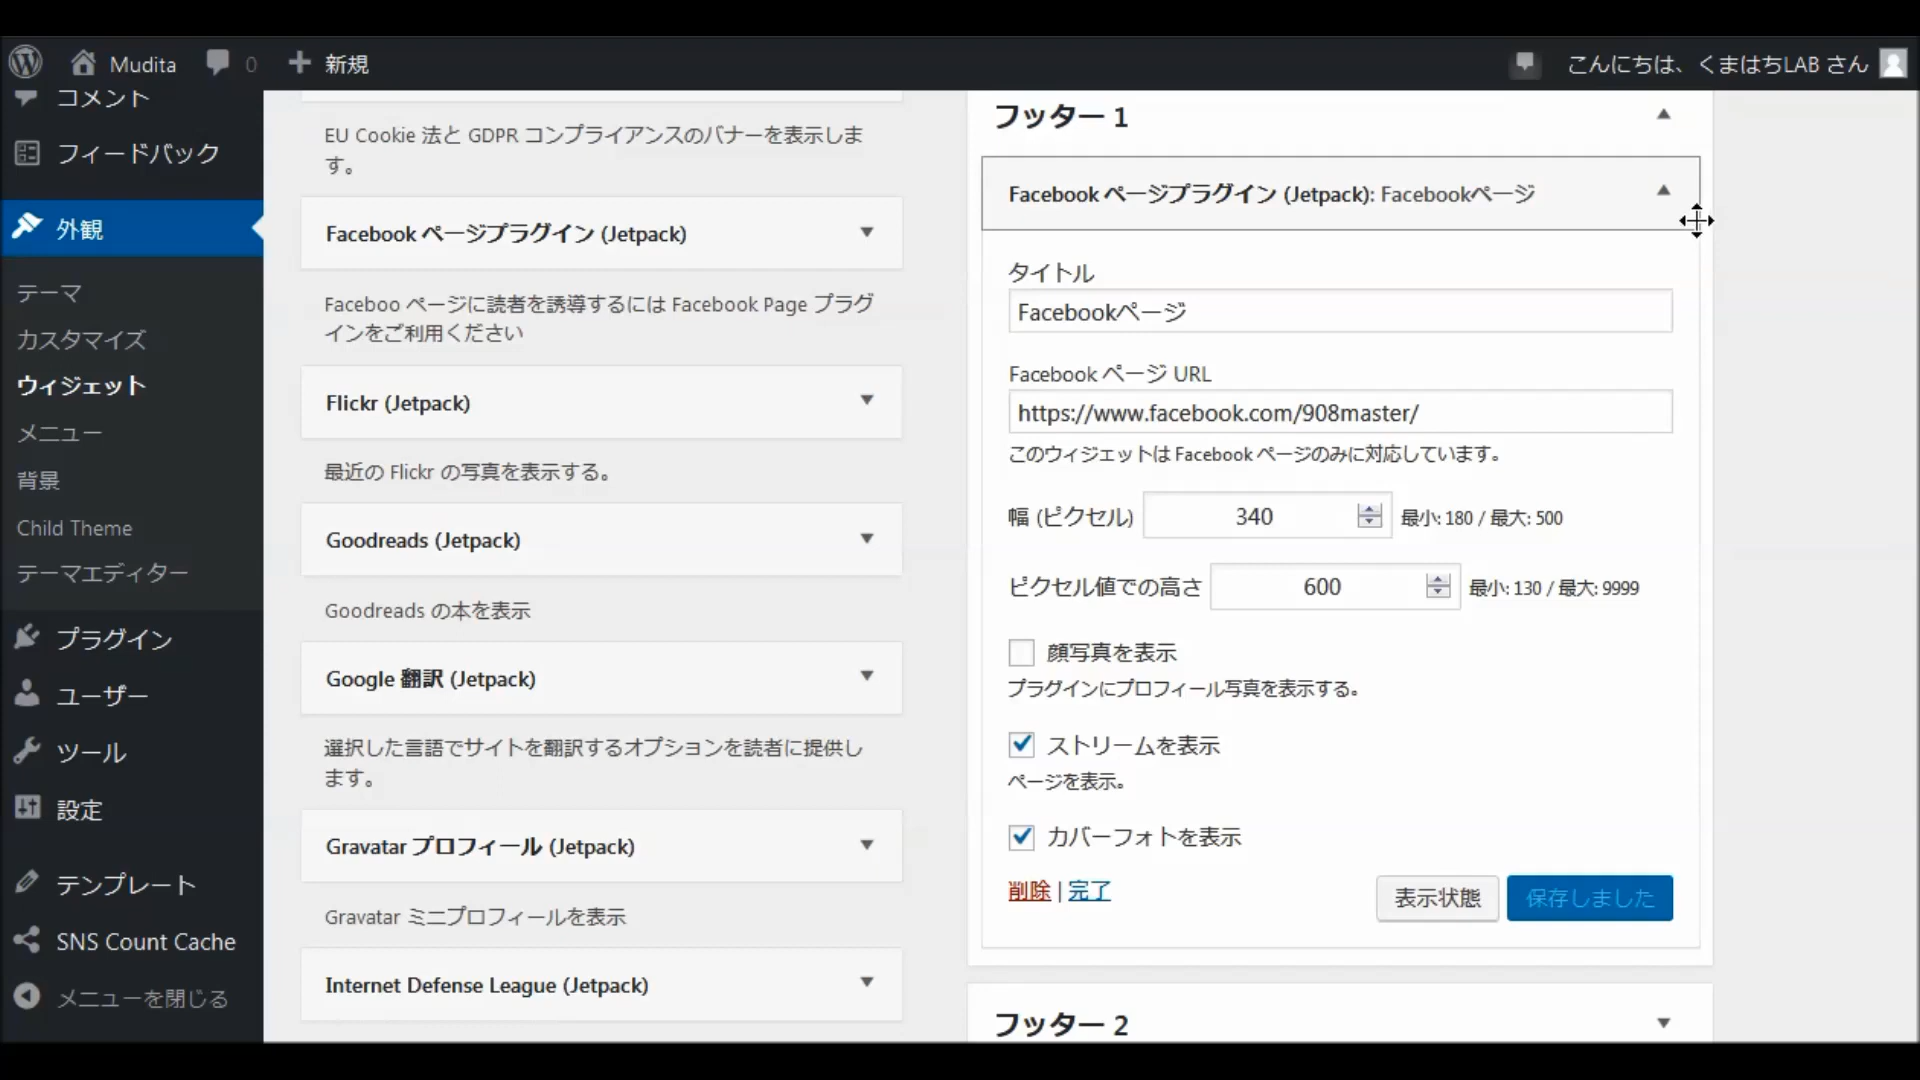 Mudita 0 新規 こんにちは、くまはちLAB さん
コメント
フィードバック
外観
テーマ
カスタマイズ
ウィジェット
メニュー
背景
Child Theme
テーマエディター
プラグイン
ユーザー
ツール
設定
テンプレート
SNS Count Cache
メニューを閉じる
EU Cookie 法と GDPR コンプライアンスのバナーを表示しま
す。
Facebook ページプラグイン (Jetpack)
Faceboo ページに読者を誘導するには Facebook Page プラグ
インをご利用ください
Flickr (Jetpack)
最近の Flickr の写真を表示する。
Goodreads (Jetpack)
Goodreads の本を表示
Google 翻訳 (Jetpack)
選択した言語でサイトを翻訳するオプションを読者に提供し
ます。
Gravatar プロフィール (Jetpack)
Gravatar ミニプロフィールを表示
Internet Defense League (Jetpack)
フッター 1
Facebook ページプラグイン (Jetpack): Facebookページ
タイトル
Facebookページ
Facebook ページ URL
https://www.facebook.com/908master/
このウィジェットは Facebook ページのみに対応しています。
幅 (ピクセル) 340 最小: 180 / 最大: 500
ピクセル値での高さ 600 最小: 130 / 最大: 9999
顔写真を表示
プラグインにプロフィール写真を表示する。
ストリームを表示
ページを表示。
カバーフォトを表示
削除 | 完了 表示状態 保存しました
フッター 2